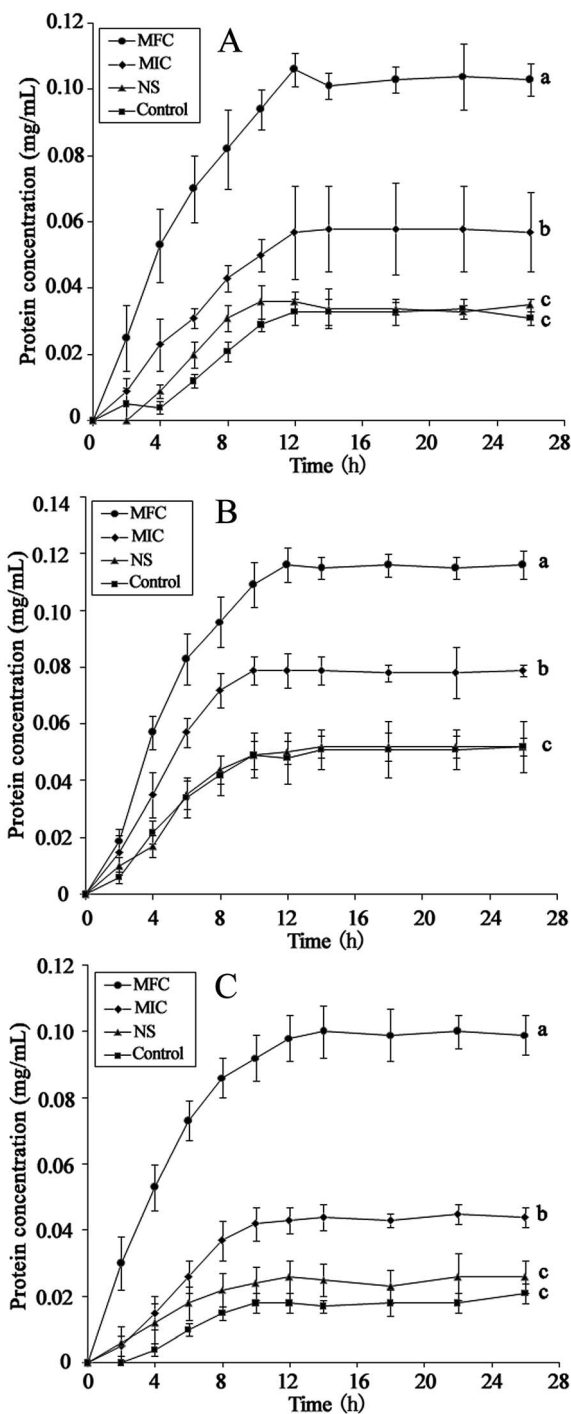 A
MFC
MIC
NS
Control
Protein concentration (mg/mL)
0.12
0.10
0.08
0.06
0.04
0.02
0
a
b
c
c
0 4 8 12 16 20 24 28
Time (h)
B
MFC
MIC
NS
Control
Protein concentration (mg/mL)
0.14
0.12
0.10
0.08
0.06
0.04
0.02
0
a
b
c
0 4 8 12 16 20 24 28
Time (h)
C
MFC
MIC
NS
Control
Protein concentration (mg/mL)
0.12
0.10
0.08
0.06
0.04
0.02
0
a
b
c
c
0 4 8 12 16 20 24 28
Time (h)